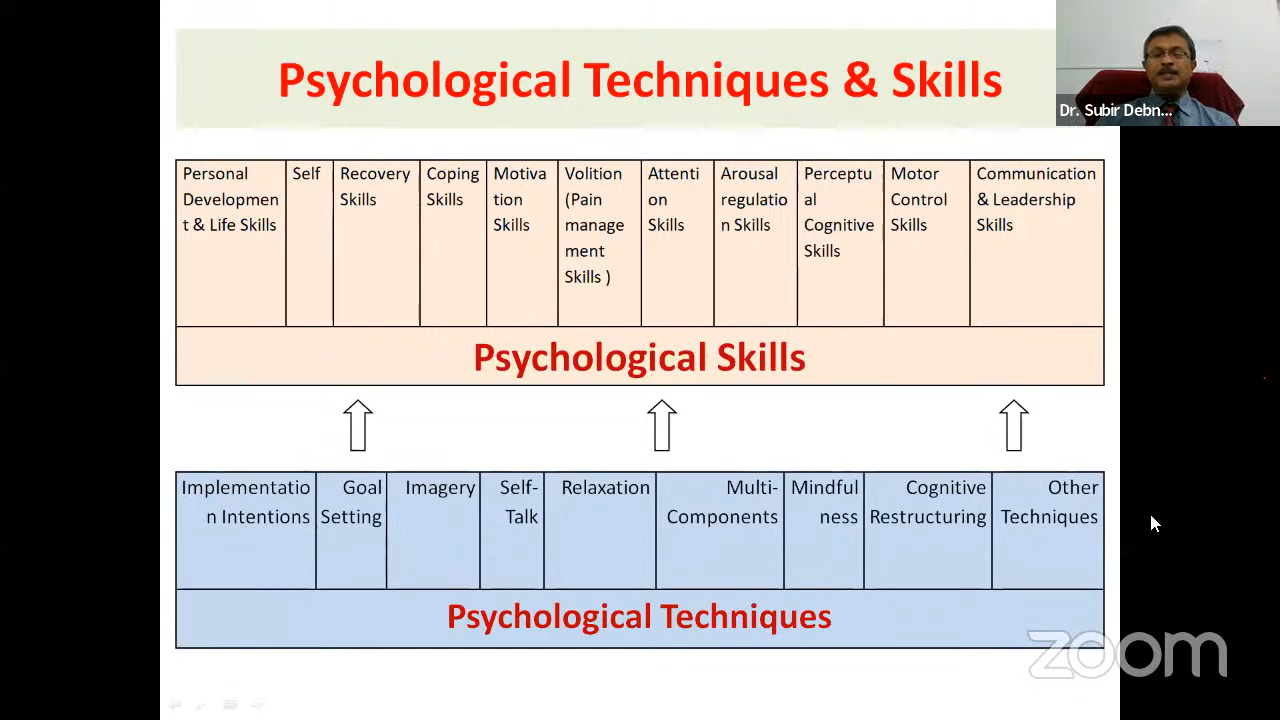 Psychological Techniques & Skills
Dr. Subir Debn...
Personal
Developmen
t & Life Skills
Self
Recovery
Skills
Coping
Skills
Motiva
tion
Skills
Volition
(Pain
manage
ment
Skills )
Attenti
on
Skills
Arousal
regulatio
n Skills
Perceptu
al
Cognitive
Skills
Motor
Control
Skills
Communication
& Leadership
Skills
Psychological Skills
Implementatio
n Intentions
Goal
Setting
Imagery
Self-
Talk
Relaxation
Multi-
Components
Mindful
ness
Cognitive
Restructuring
Other
Techniques
Psychological Techniques
zoom